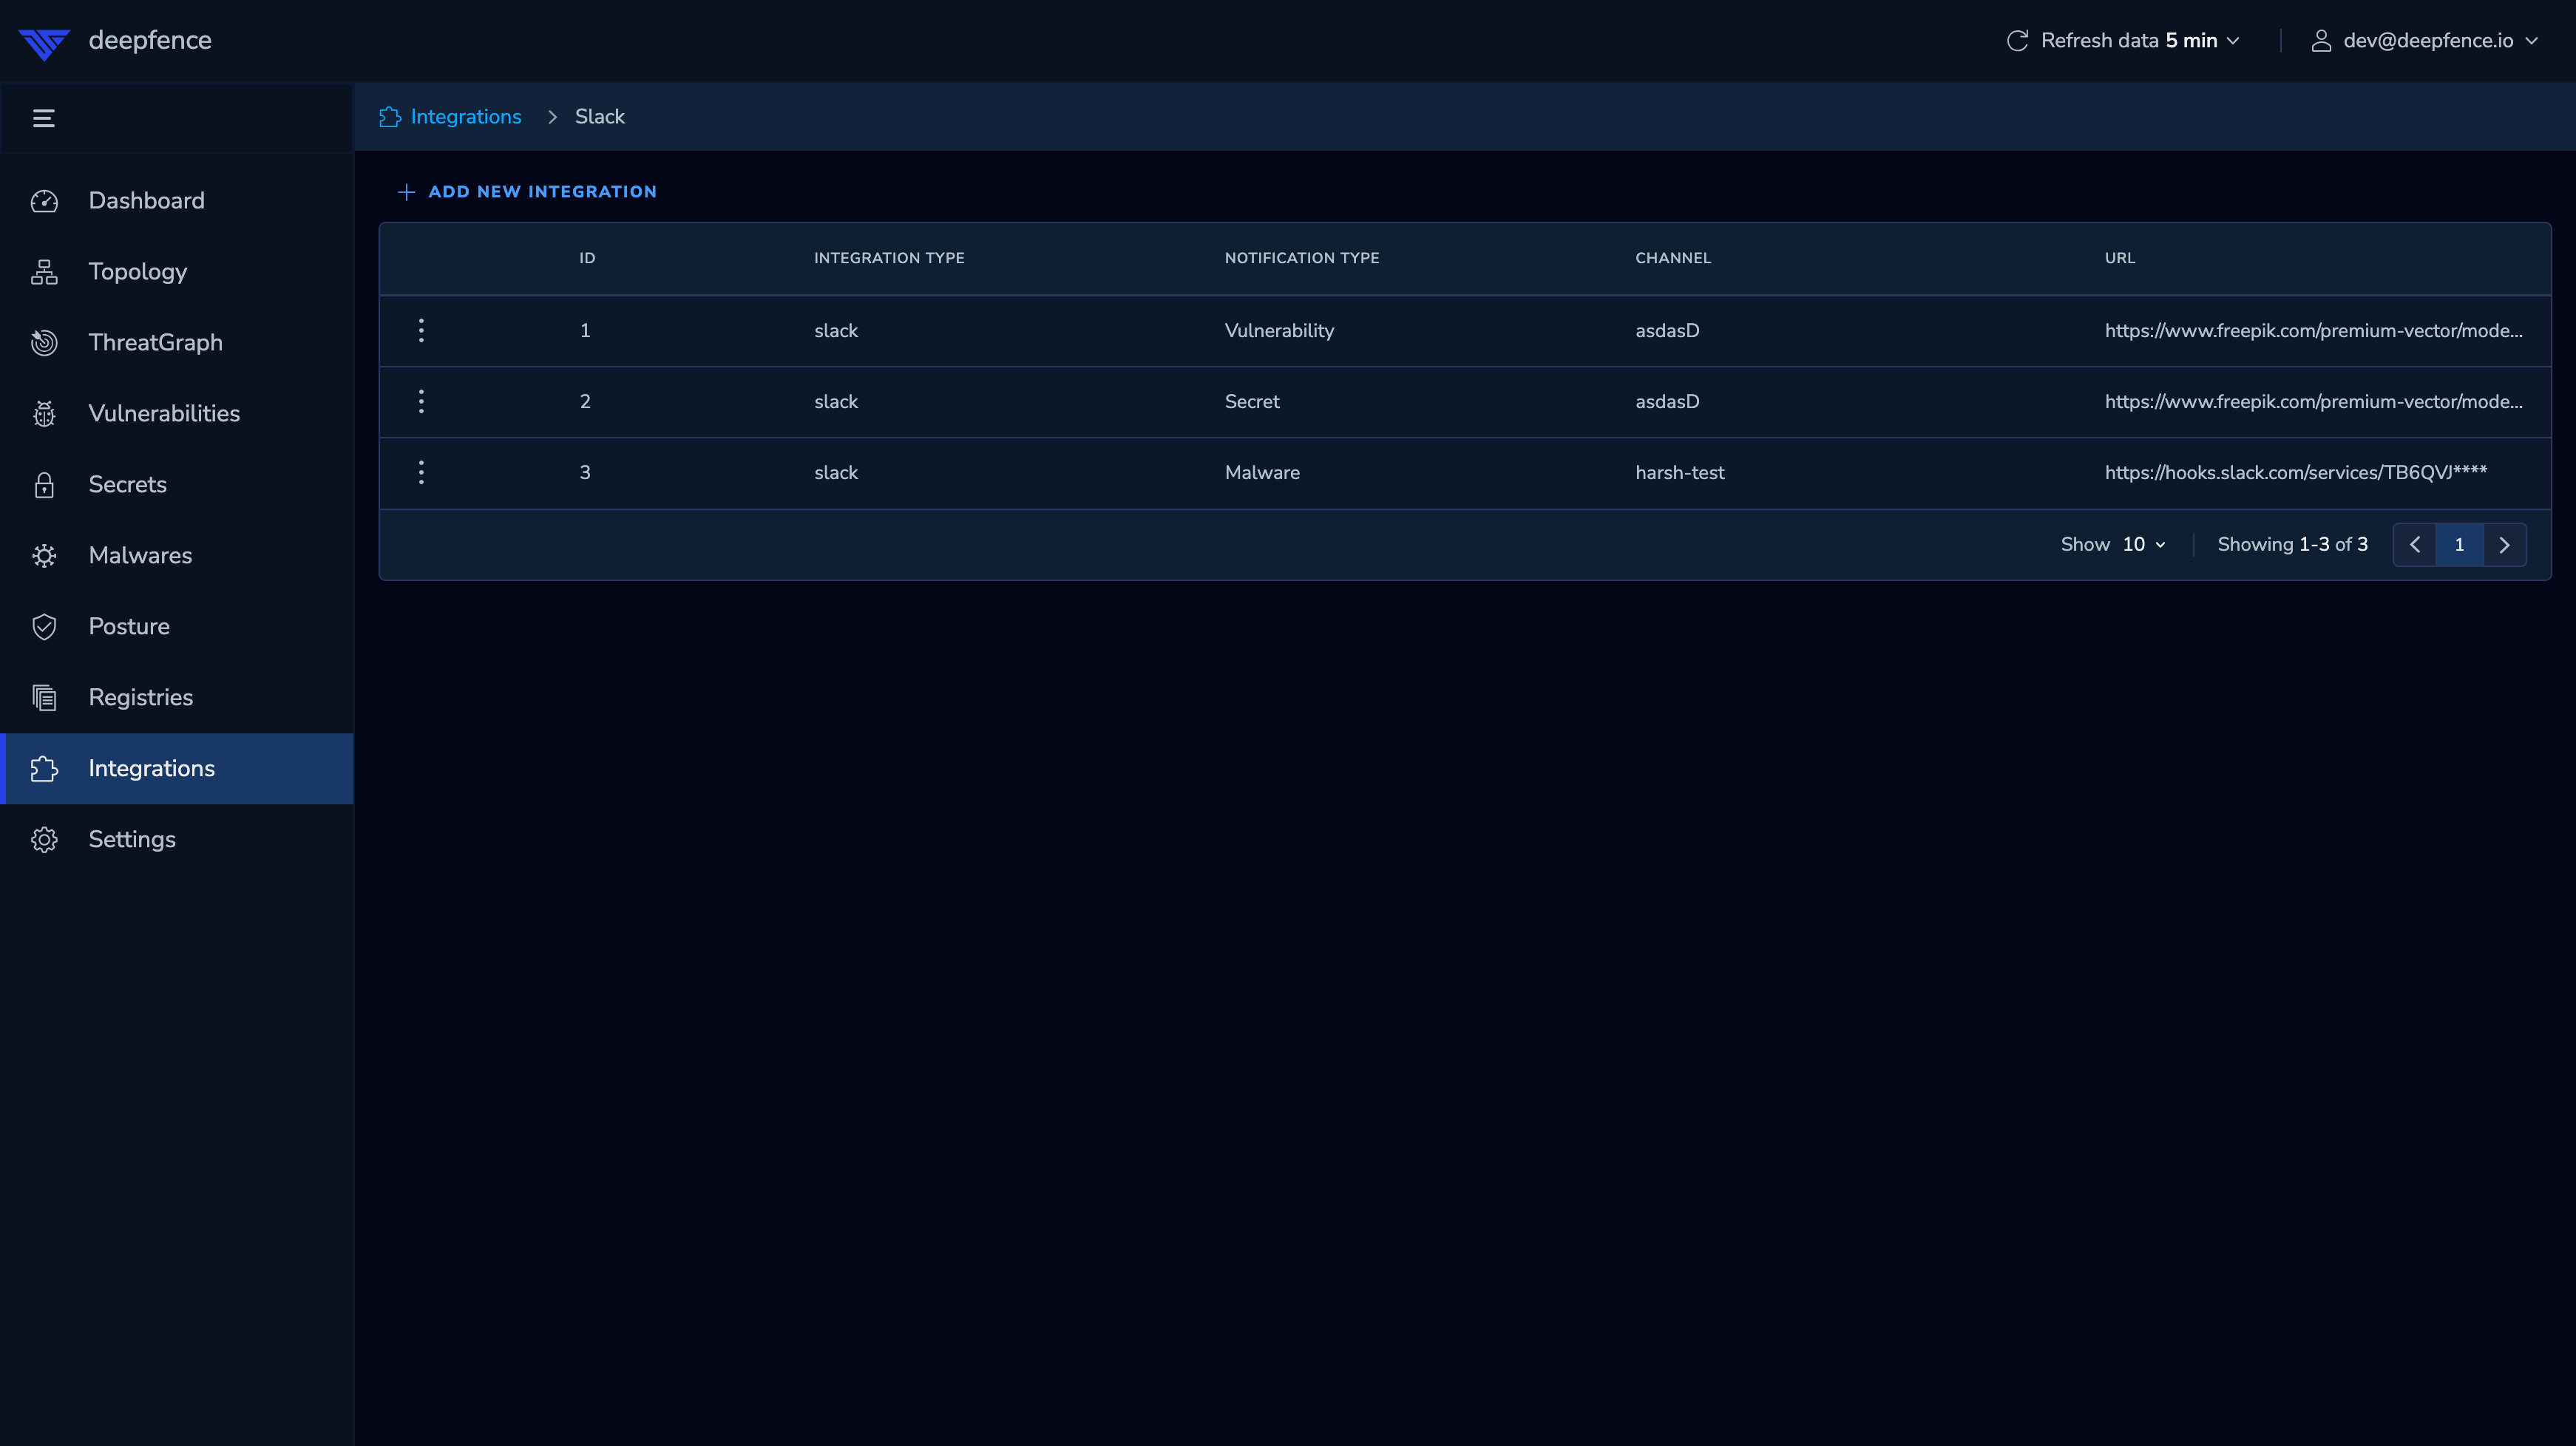 deepfence
Refresh data 5 min
dev@deepfence.io
Integrations > Slack
Dashboard
Topology
ThreatGraph
Vulnerabilities
Secrets
Malwares
Posture
Registries
Integrations
Settings
+ ADD NEW INTEGRATION
ID INTEGRATION TYPE NOTIFICATION TYPE CHANNEL URL
1 slack Vulnerability asdasD https://www.freepik.com/premium-vector/mode...
2 slack Secret asdasD https://www.freepik.com/premium-vector/mode...
3 slack Malware harsh-test https://hooks.slack.com/services/TB6QVJ****
Show 10 Showing 1-3 of 3 1